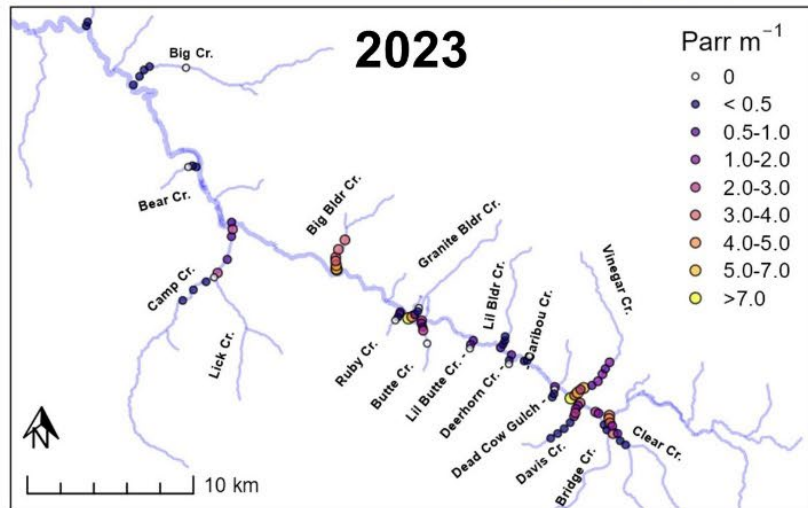 2023
Parr m⁻¹
0
< 0.5
0.5-1.0
1.0-2.0
2.0-3.0
3.0-4.0
4.0-5.0
5.0-7.0
>7.0
Big Cr.
Bear Cr.
Camp Cr.
Lick Cr.
Big Bldr Cr.
Granite Bldr Cr.
Ruby Cr.
Butte Cr.
Lil Butte Cr.
Lil Bldr Cr.
Deerhorn Cr.
aribou Cr.
Vinegar Cr.
Dead Cow Gulch
Davis Cr.
Bridge Cr.
Clear Cr.
N
10 km